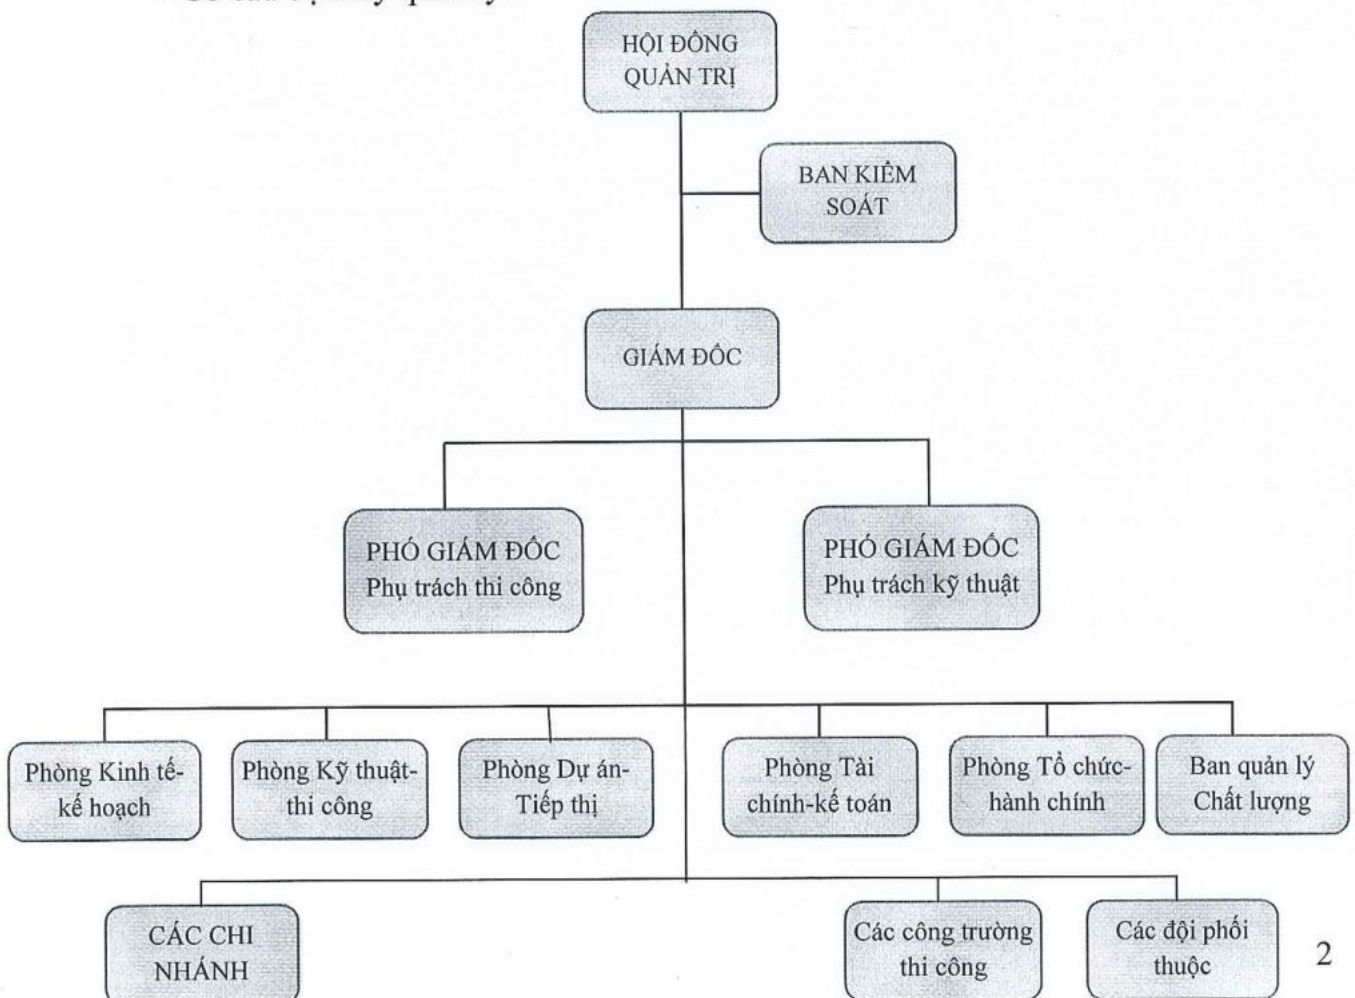 HỘI ĐỒNG
QUẢN TRỊ
BAN KIỂM
SOÁT
GIÁM ĐỐC
PHÓ GIÁM ĐỐC
Phụ trách thi công
PHÓ GIÁM ĐỐC
Phụ trách kỹ thuật
Phòng Kinh tế-
kế hoạch
Phòng Kỹ thuật-
thi công
Phòng Dự án-
Tiếp thị
Phòng Tài
chính-kế toán
Phòng Tổ chức-
hành chính
Ban quản lý
Chất lượng
CÁC CHI
NHÁNH
Các công trường
thi công
Các đội phối
thuộc
2